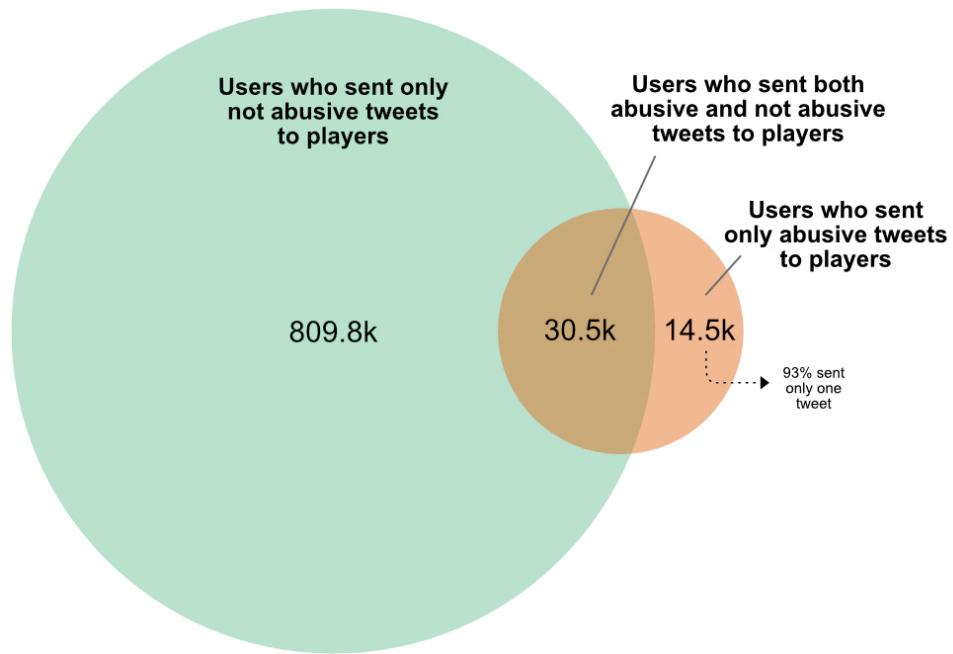 Users who sent only
not abusive tweets
to players
Users who sent both
abusive and not abusive
tweets to players
Users who sent
only abusive tweets
to players
809.8k
30.5k
14.5k
93% sent
only one
tweet